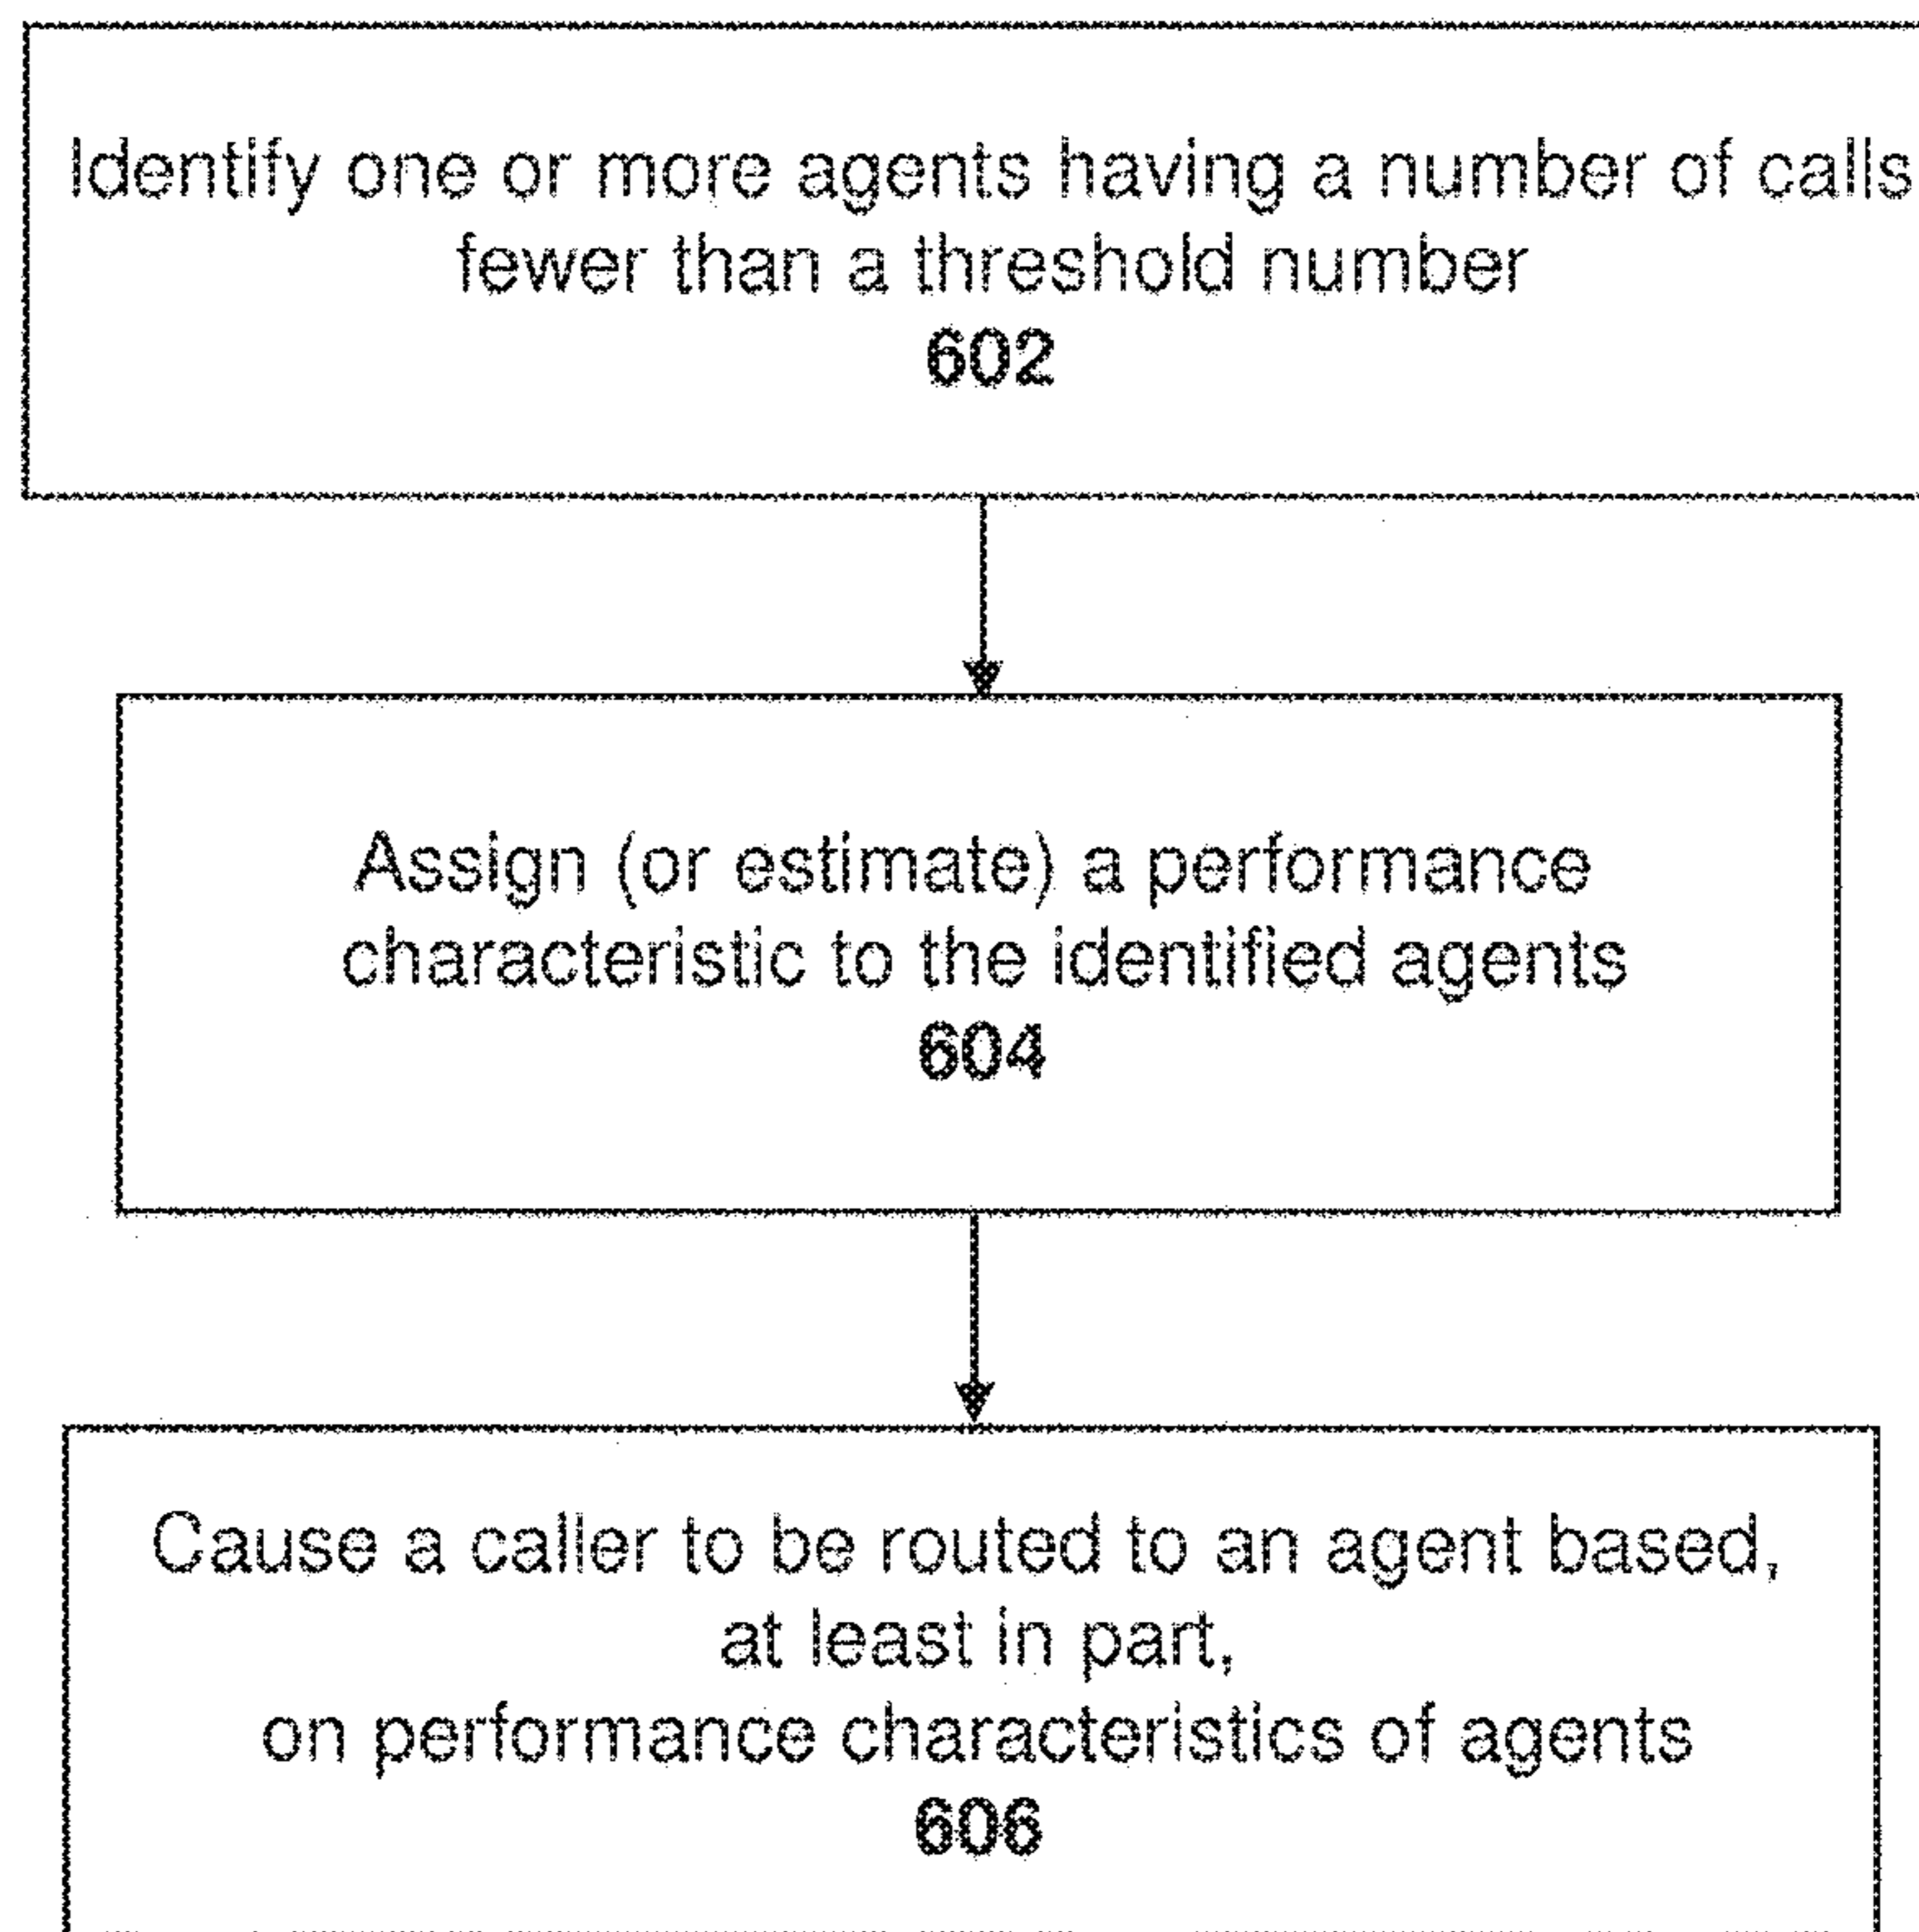 Identify one or more agents having a number of calls
fewer than a threshold number
602
Assign (or estimate) a performance
characteristic to the identified agents
604
Cause a caller to be routed to an agent based,
at least in part,
on performance characteristics of agents
606